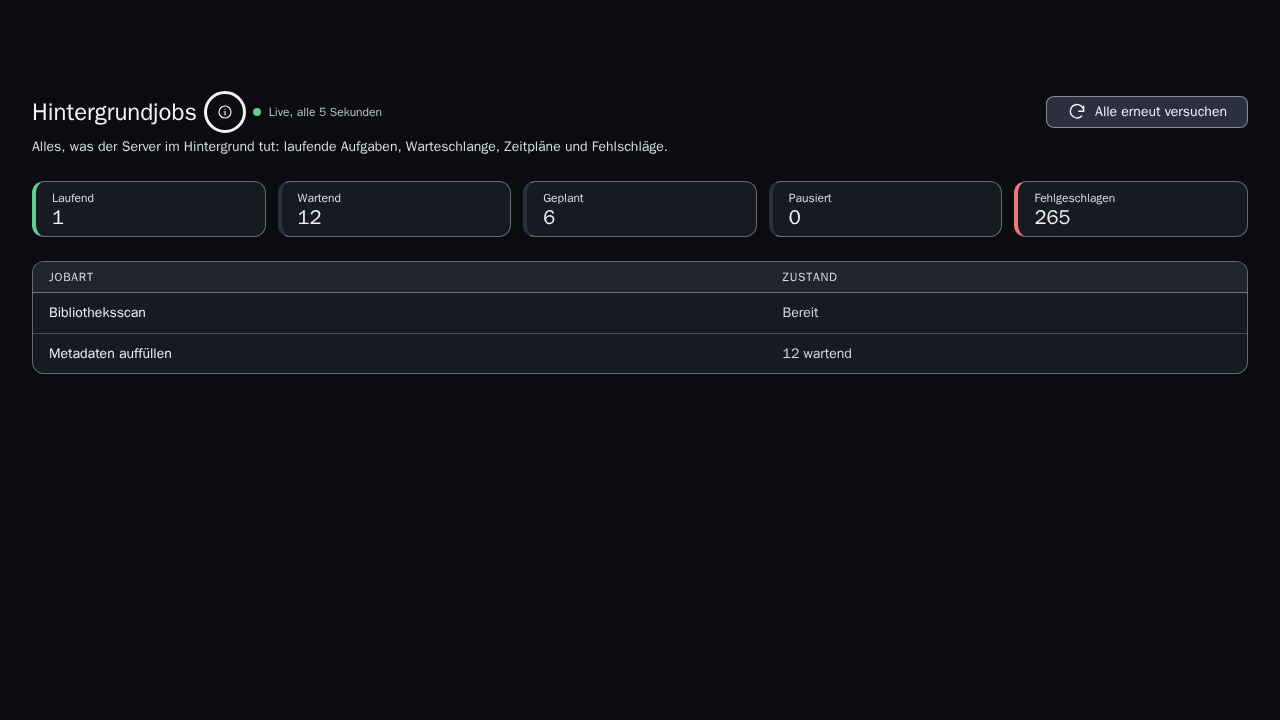 Hintergrundjobs
Live, alle 5 Sekunden
Alle erneut versuchen
Alles, was der Server im Hintergrund tut: laufende Aufgaben, Warteschlange, Zeitpläne und Fehlschläge.
Laufend
1
Wartend
12
Geplant
6
Pausiert
0
Fehlgeschlagen
265
JOBART ZUSTAND
Bibliotheksscan Bereit
Metadaten auffüllen 12 wartend